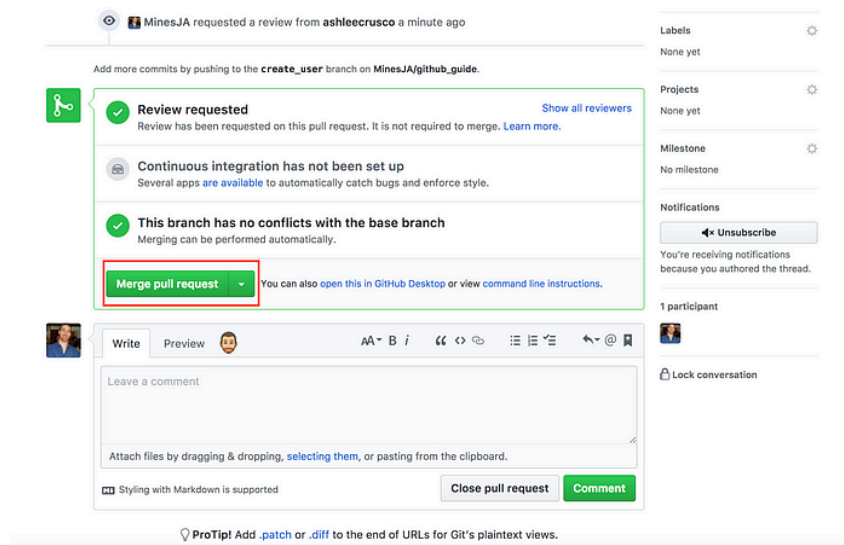 MinesJA requested a review from ashleecrusco a minute ago
Add more commits by pushing to the create_user branch on MinesJA/github_guide.
Review requested
Show all reviewers
Review has been requested on this pull request. It is not required to merge. Learn more.
Continuous integration has not been set up
Several apps are available to automatically catch bugs and enforce style.
This branch has no conflicts with the base branch
Merging can be performed automatically.
Merge pull request
You can also open this in GitHub Desktop or view command line instructions.
Write Preview
AA B i
Leave a comment
Attach files by dragging & dropping, selecting them, or pasting from the clipboard.
Styling with Markdown is supported
Close pull request
Comment
ProTip! Add .patch or .diff to the end of URLs for Git's plaintext views.
Labels
None yet
Projects
None yet
Milestone
No milestone
Notifications
Unsubscribe
You're receiving notifications
because you authored the thread.
1 participant
Lock conversation